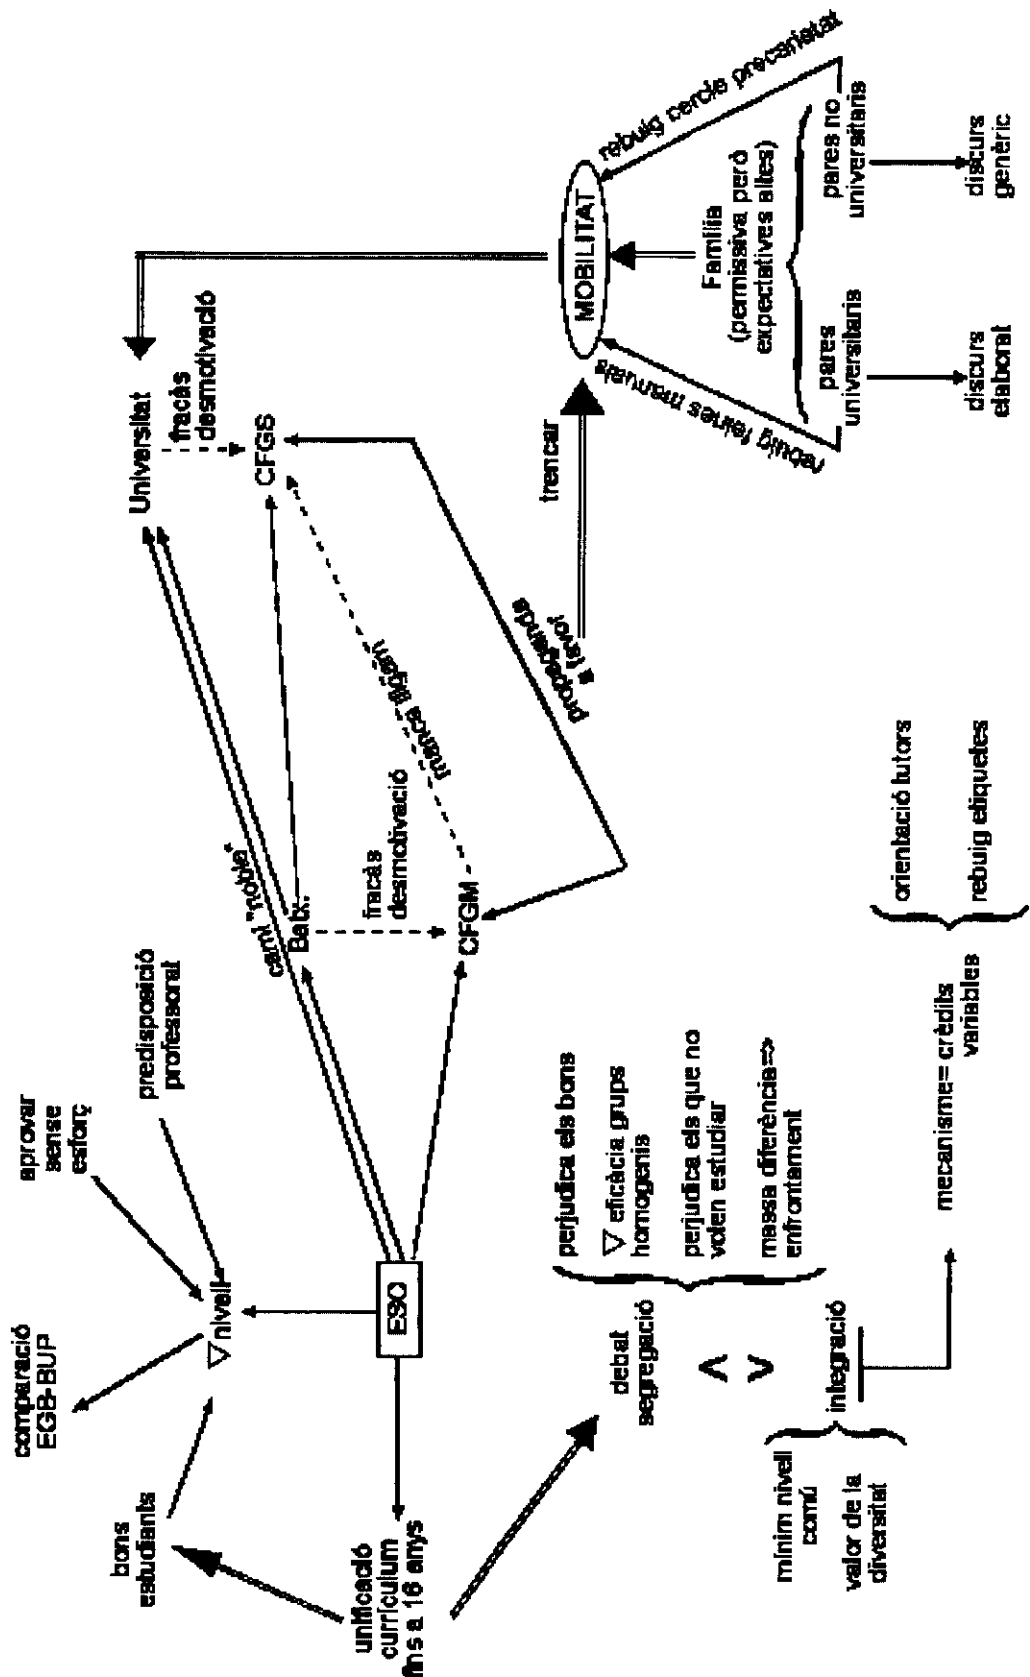 comparació
EGB-BUP
aprovar
sense
esforç
predisposició
professorat
bons
estudiants
▽nivell
unificació
currículum
fins a 16 anys
ESO
camí "noble"
Batx.
fracàs
desmotivació
CFGM
manca
Universitat
fracàs
desmotivació
CFGS
propaganda
a favor
trencar
MOBILITAT
rebuig feines manuals
rebuig cercle precarietat
Família
(permissiva però
expectatives altes)
pares
universitaris
pares no
universitaris
discurs
elaborat
discurs
genèric
debat
segregació
perjudica els bons
▽ eficàcia grups
homogenis
perjudica els que no
volen estudiar
massa diferència=>
enfrontament
integració
mínim nivell
comú
valor de la
diversitat
mecanisme= crèdits
variables
orientació tutors
rebuig etiquetes